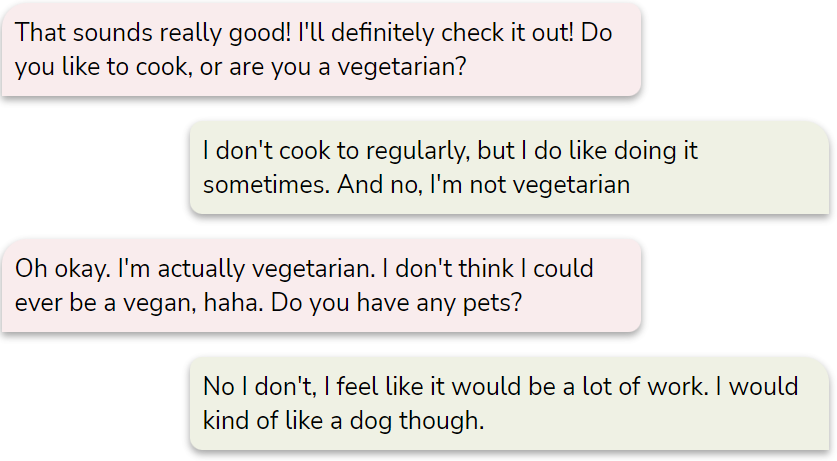 That sounds really good! I'll definitely check it out! Do
you like to cook, or are you a vegetarian?
I don't cook to regularly, but I do like doing it
sometimes. And no, I'm not vegetarian
Oh okay. I'm actually vegetarian. I don't think I could
ever be a vegan, haha. Do you have any pets?
No I don't, I feel like it would be a lot of work. I would
kind of like a dog though.